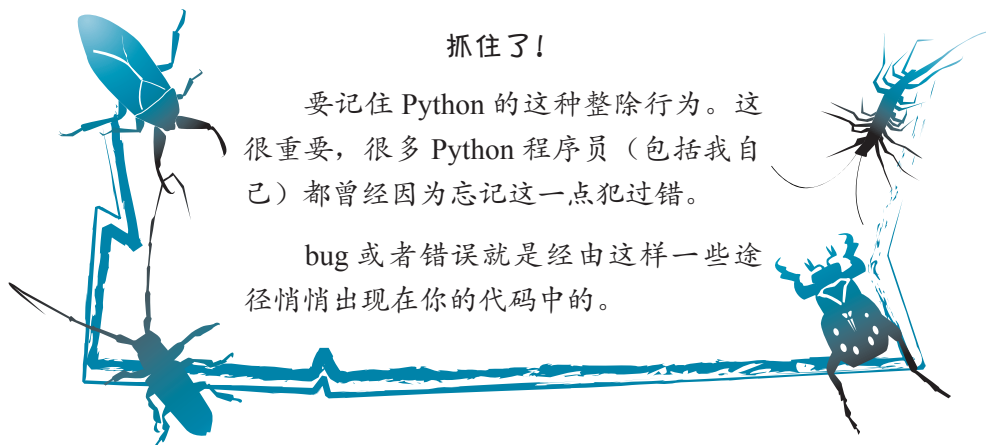 抓住了！
要记住 Python 的这种整除行为。这
很重要，很多 Python 程序员（包括我自
己）都曾经因为忘记这一点犯过错。
bug 或者错误就是经由这样一些途
径悄悄出现在你的代码中的。